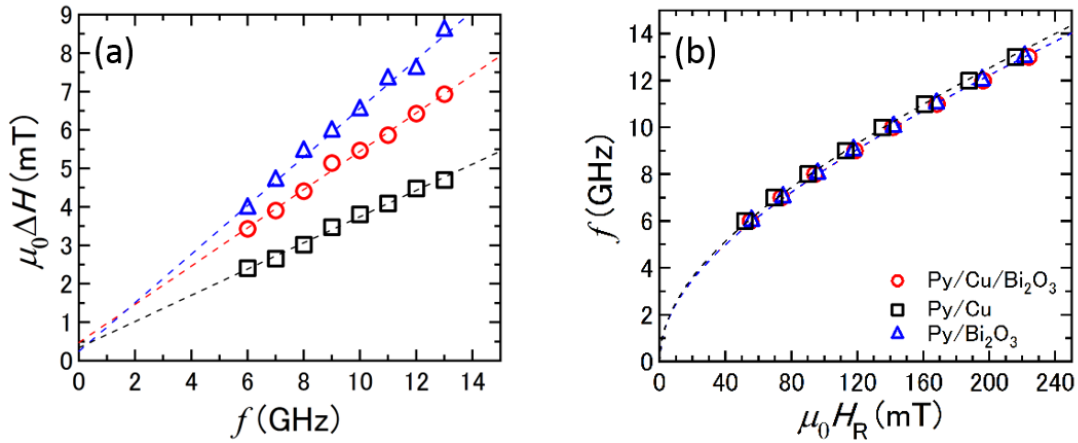 (a)
9
8
7
6
5
4
3
2
1
0
μ₀ΔH (mT)
0 2 4 6 8 10 12 14
f (GHz)
(b)
14
12
10
8
6
4
2
0
f (GHz)
Py/Cu/Bi₂O₃
Py/Cu
Py/Bi₂O₃
0 40 80 120 160 200 240
μ₀H_R (mT)